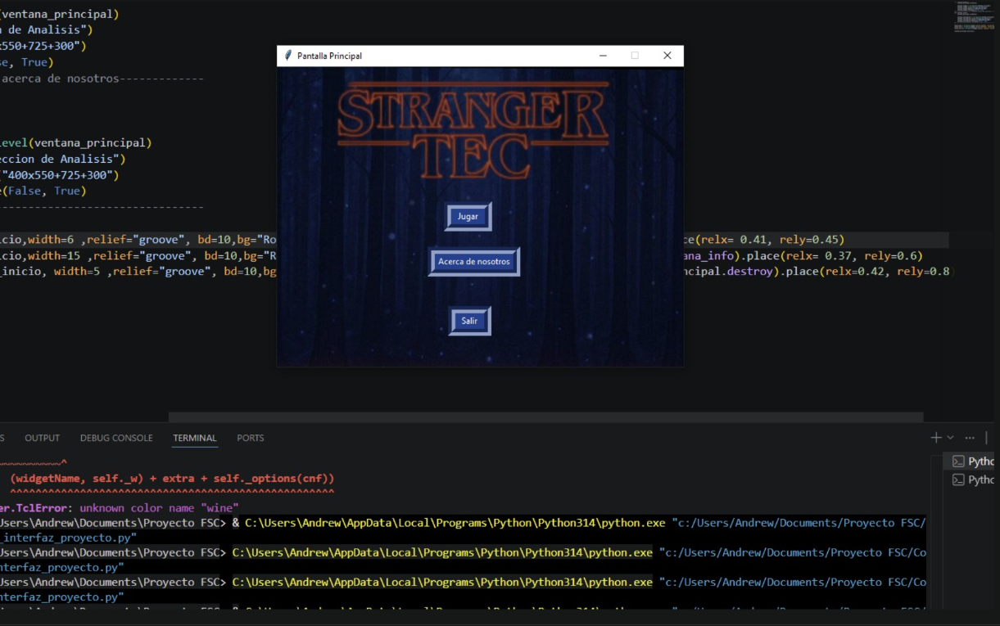 (ventana_principal)
n de Analisis")
x550+725+300")
se, True)
acerca de nosotros-------------
Level(ventana_principal)
eccion de Analisis")
("400x550+725+300")
e(False, True)
--------------------------------
icio,width=6 ,relief="groove", bd=10,bg="Ro
ce(relx= 0.41, rely=0.45)
icio,width=15 ,relief="groove", bd=10,bg="R
ana_info).place(relx= 0.37, rely=0.6)
_inicio, width=5 ,relief="groove", bd=10,bg
ncipal.destroy).place(relx=0.42, rely=0.8)
Pantalla Principal
STRANGER
TEC
Jugar
Acerca de nosotros
Salir
S OUTPUT DEBUG CONSOLE TERMINAL PORTS
~~~~~~~~~~^
(widgetName, self._w) + extra + self._options(cnf))
^^^^^^^^^^^^^^^^^^^^^^^^^^^^^^^^^^^^^^^^^^^^^^^^^^^
er.TclError: unknown color name "wine"
Users\Andrew\Documents\Proyecto FSC> & C:\Users\Andrew\AppData\Local\Programs\Python\Python314\python.exe "c:/Users/Andrew/Documents/Proyecto FSC/
_interfaz_proyecto.py"
Users\Andrew\Documents\Proyecto FSC> C:\Users\Andrew\AppData\Local\Programs\Python\Python314\python.exe "c:/Users/Andrew/Documents/Proyecto FSC/Co
nterfaz_proyecto.py"
Users\Andrew\Documents\Proyecto FSC> C:\Users\Andrew\AppData\Local\Programs\Python\Python314\python.exe "c:/Users/Andrew/Documents/Proyecto FSC/Co
nterfaz_proyecto.py"
Pythc
Pythc